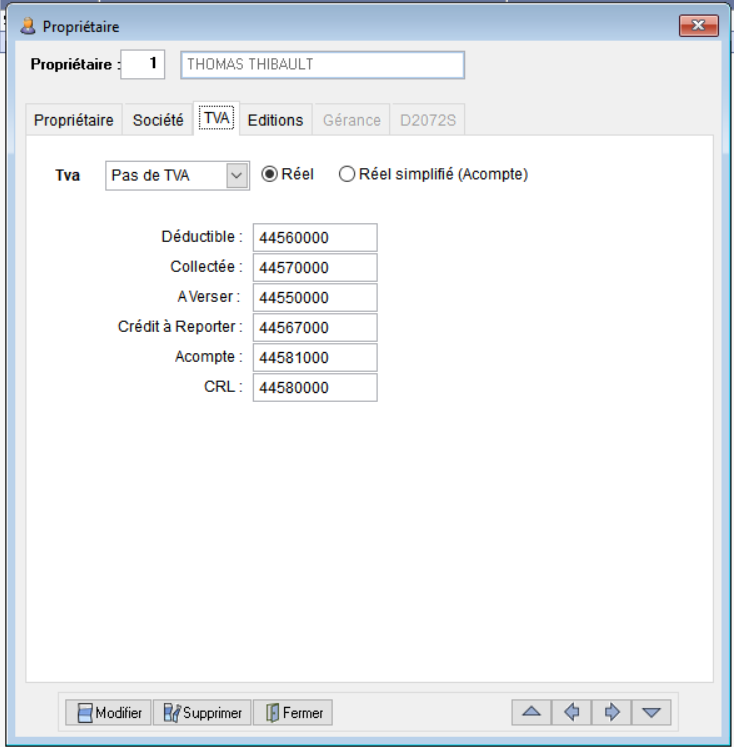 Propriétaire
Propriétaire : 1 THOMAS THIBAULT
Propriétaire Société TVA Editions Gérance D2072S
Tva Pas de TVA Réel Réel simplifié (Acompte)
Déductible : 44560000
Collectée : 44570000
A Verser : 44550000
Crédit à Reporter : 44567000
Acompte : 44581000
CRL : 44580000
Modifier Supprimer Fermer